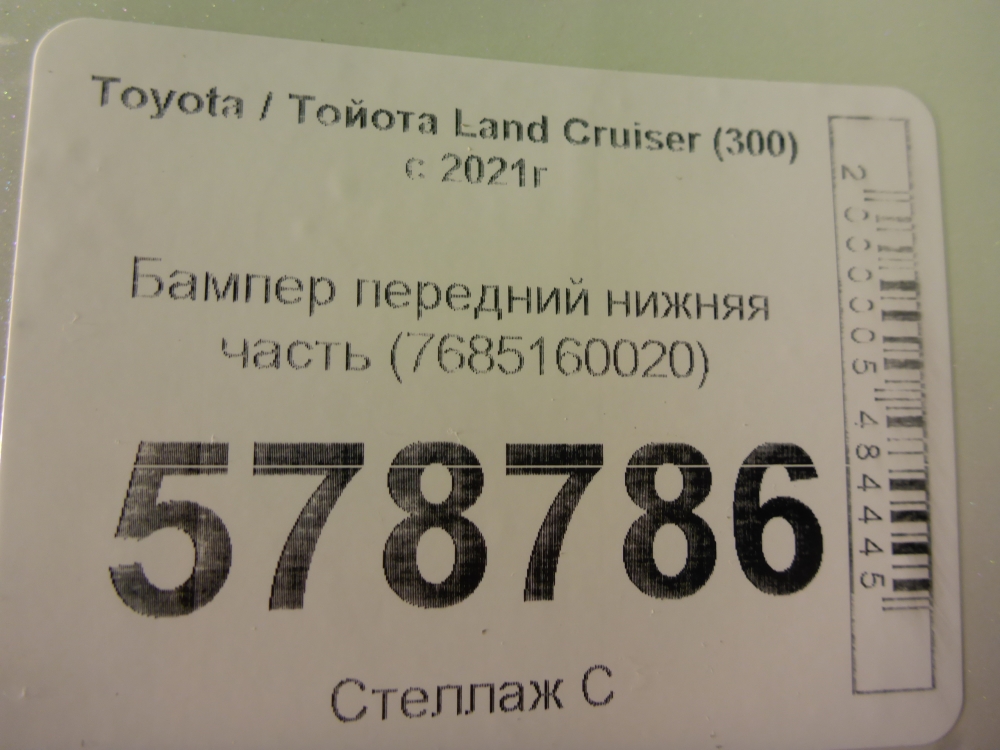 Toyota / Тойота Land Cruiser (300)
с 2021г
Бампер передний нижняя
часть (7685160020)
578786
Стеллаж С
2000005484445